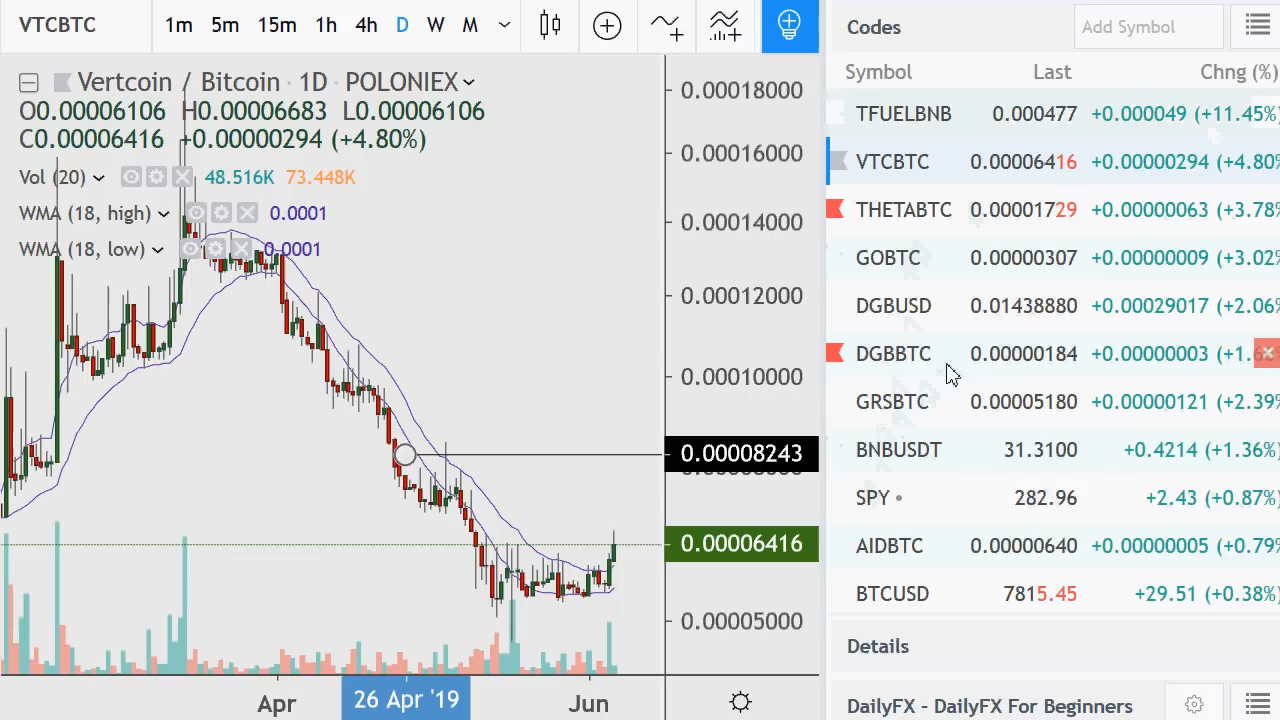 VTCBTC 1m 5m 15m 1h 4h D W M
Vertcoin / Bitcoin · 1D · POLONIEX
O0.00006106 H0.00006683 L0.00006106
C0.00006416 +0.00000294 (+4.80%)
Vol (20) 48.516K 73.448K
WMA (18, high) 0.0001
WMA (18, low) 0.0001
0.00018000
0.00016000
0.00014000
0.00012000
0.00010000
0.00008243
0.00006416
0.00005000
Apr 26 Apr '19 Jun
Codes Add Symbol
Symbol Last Chng (%)
TFUELBNB 0.000477 +0.000049 (+11.45%)
VTCBTC 0.00006416 +0.00000294 (+4.80%
THETABTC 0.00001729 +0.00000063 (+3.78%
GOBTC 0.00000307 +0.00000009 (+3.02%
DGBUSD 0.01438880 +0.00029017 (+2.06%
DGBBTC 0.00000184 +0.00000003 (+1.
GRSBTC 0.00005180 +0.00000121 (+2.39%
BNBUSDT 31.3100 +0.4214 (+1.36%)
SPY • 282.96 +2.43 (+0.87%)
AIDBTC 0.00000640 +0.00000005 (+0.79%
BTCUSD 7815.45 +29.51 (+0.38%)
Details
DailyFX - DailyFX For Beginners